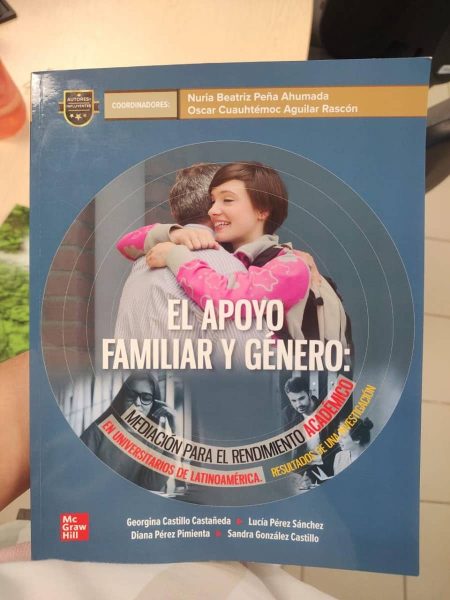 AUTORES
INFLUYENTES
COORDINADORES:
Nuria Beatriz Peña Ahumada
Oscar Cuauhtémoc Aguilar Rascón
EL APOYO
FAMILIAR Y GÉNERO:
MEDIACIÓN PARA EL RENDIMIENTO ACADÉMICO
EN UNIVERSITARIOS DE LATINOAMÉRICA.
RESULTADOS DE UNA INVESTIGACIÓN
Georgina Castillo Castañeda ▸ Lucía Pérez Sánchez
Diana Pérez Pimienta ▸ Sandra González Castillo
Mc
Graw
Hill